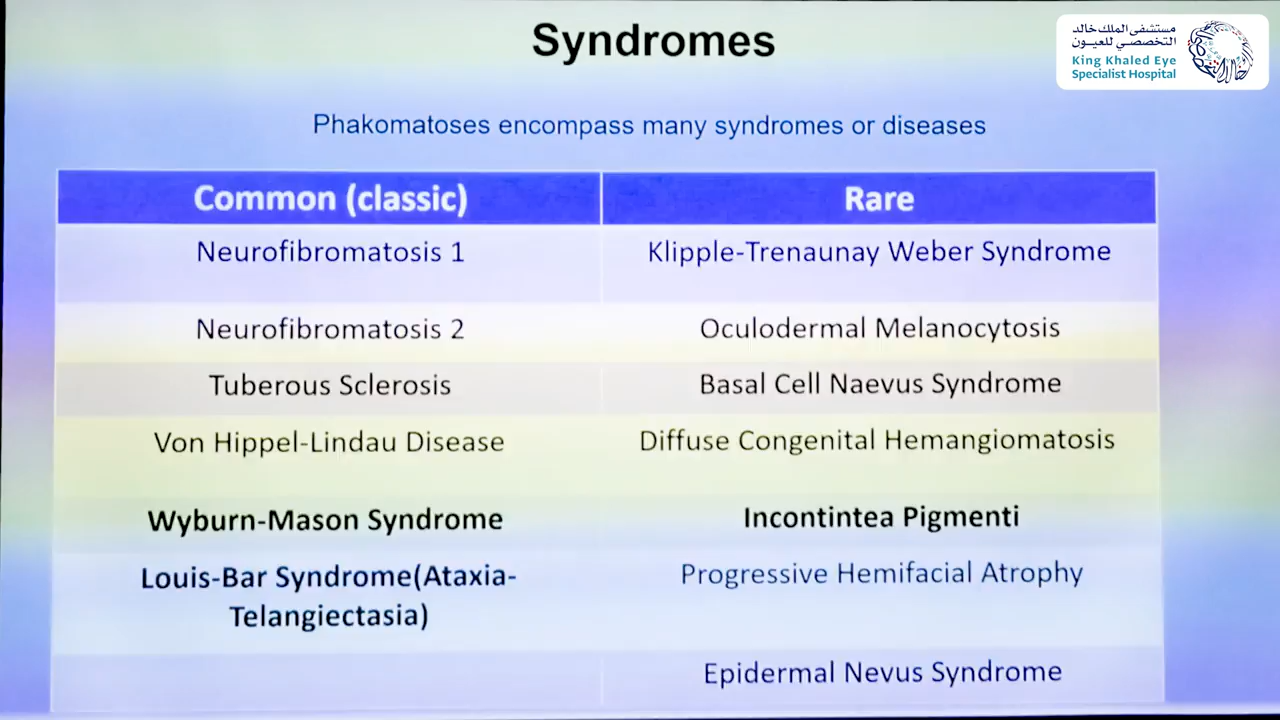 Syndromes
مستشفى الملك خالد
التخصصي للعيون
King Khaled Eye
Specialist Hospital
Phakomatoses encompass many syndromes or diseases
Common (classic)
Rare
Neurofibromatosis 1
Klipple-Trenaunay Weber Syndrome
Neurofibromatosis 2
Oculodermal Melanocytosis
Tuberous Sclerosis
Basal Cell Naevus Syndrome
Von Hippel-Lindau Disease
Diffuse Congenital Hemangiomatosis
Wyburn-Mason Syndrome
Incontintea Pigmenti
Louis-Bar Syndrome(Ataxia-
Telangiectasia)
Progressive Hemifacial Atrophy
Epidermal Nevus Syndrome